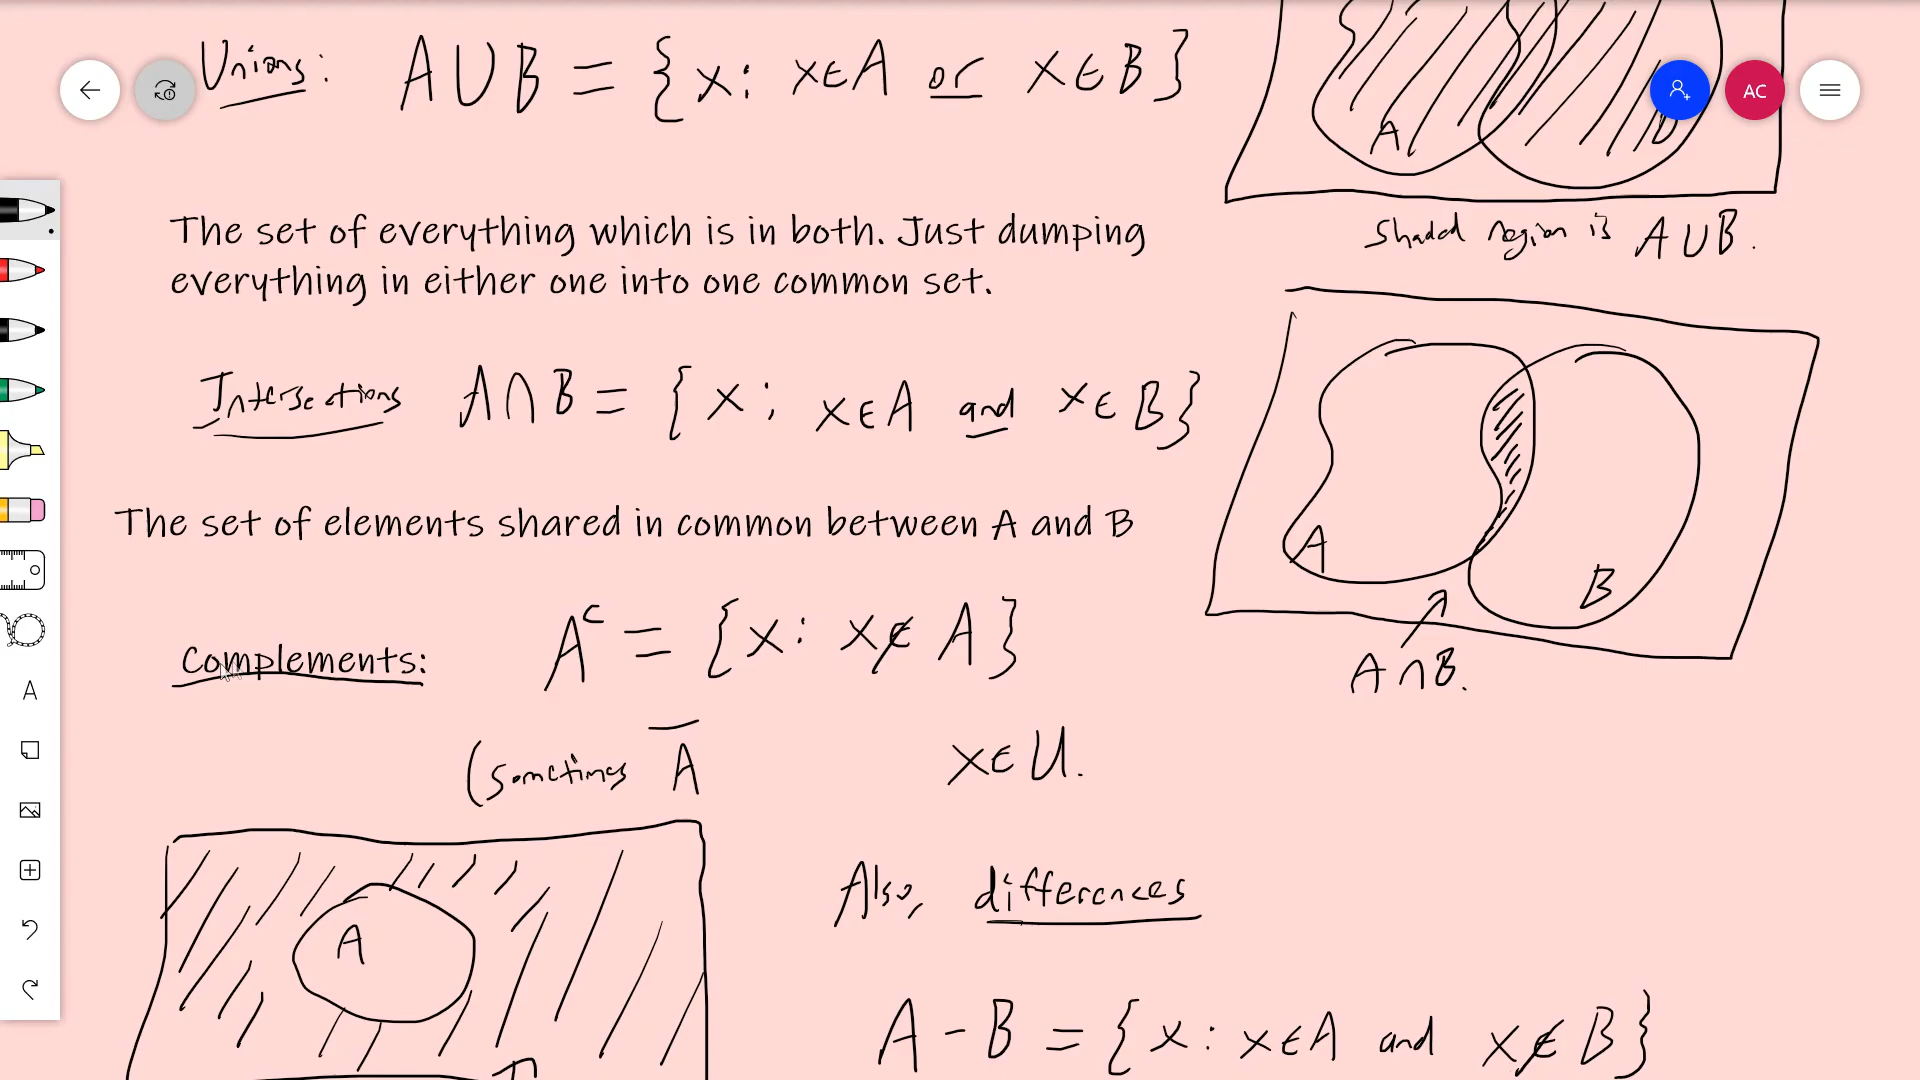 Unions: A ∪ B = {x: x∈A or x∈B}
A
AC
Shaded region is A ∪ B.
The set of everything which is in both. Just dumping
everything in either one into one common set.
Intersections A ∩ B = {x: x∈A and x∈B}
The set of elements shared in common between A and B
A
B
A ∩ B.
Complements: Aᶜ = {x: x∉A}
(sometimes A̅
x∈U.
A
Also, differences
A - B = {x: x∈A and x∉B}
A